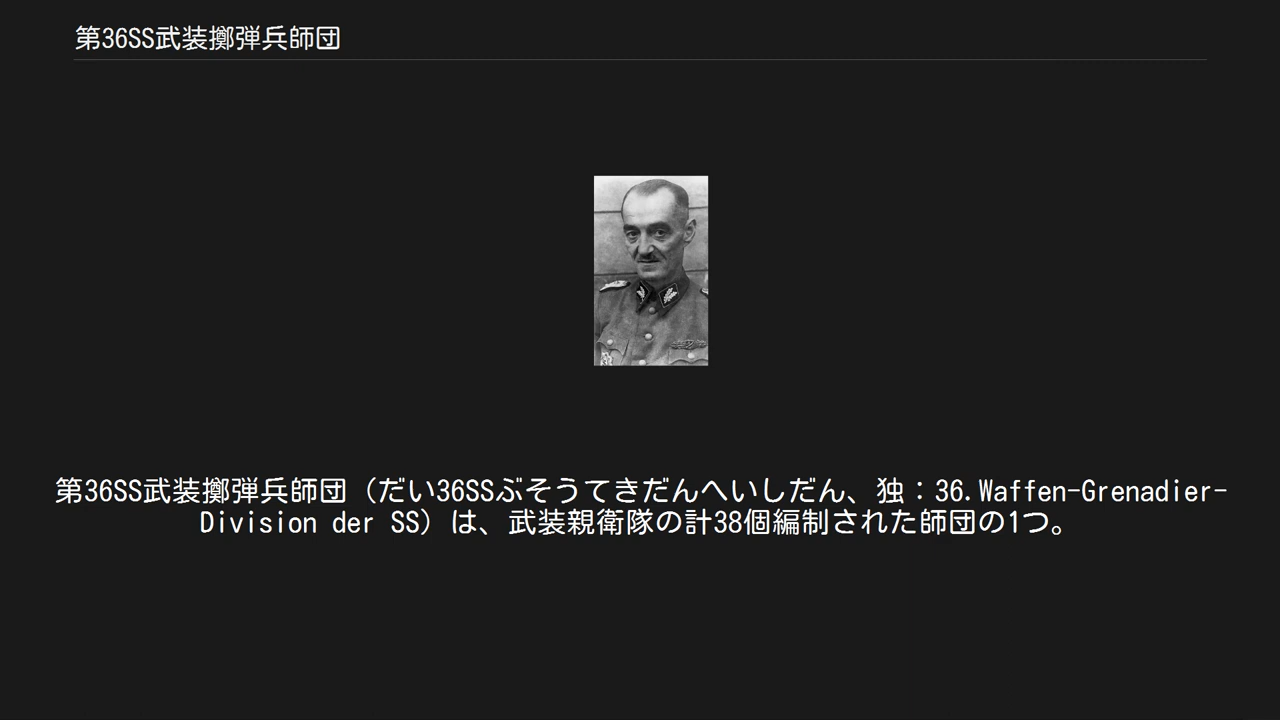 第36SS武装擲弾兵師団
第36SS武装擲弾兵師団（だい36SSぶそうてきだんへいしだん、独：36.Waffen-Grenadier-
Division der SS）は、武装親衛隊の計38個編制された師団の1つ。